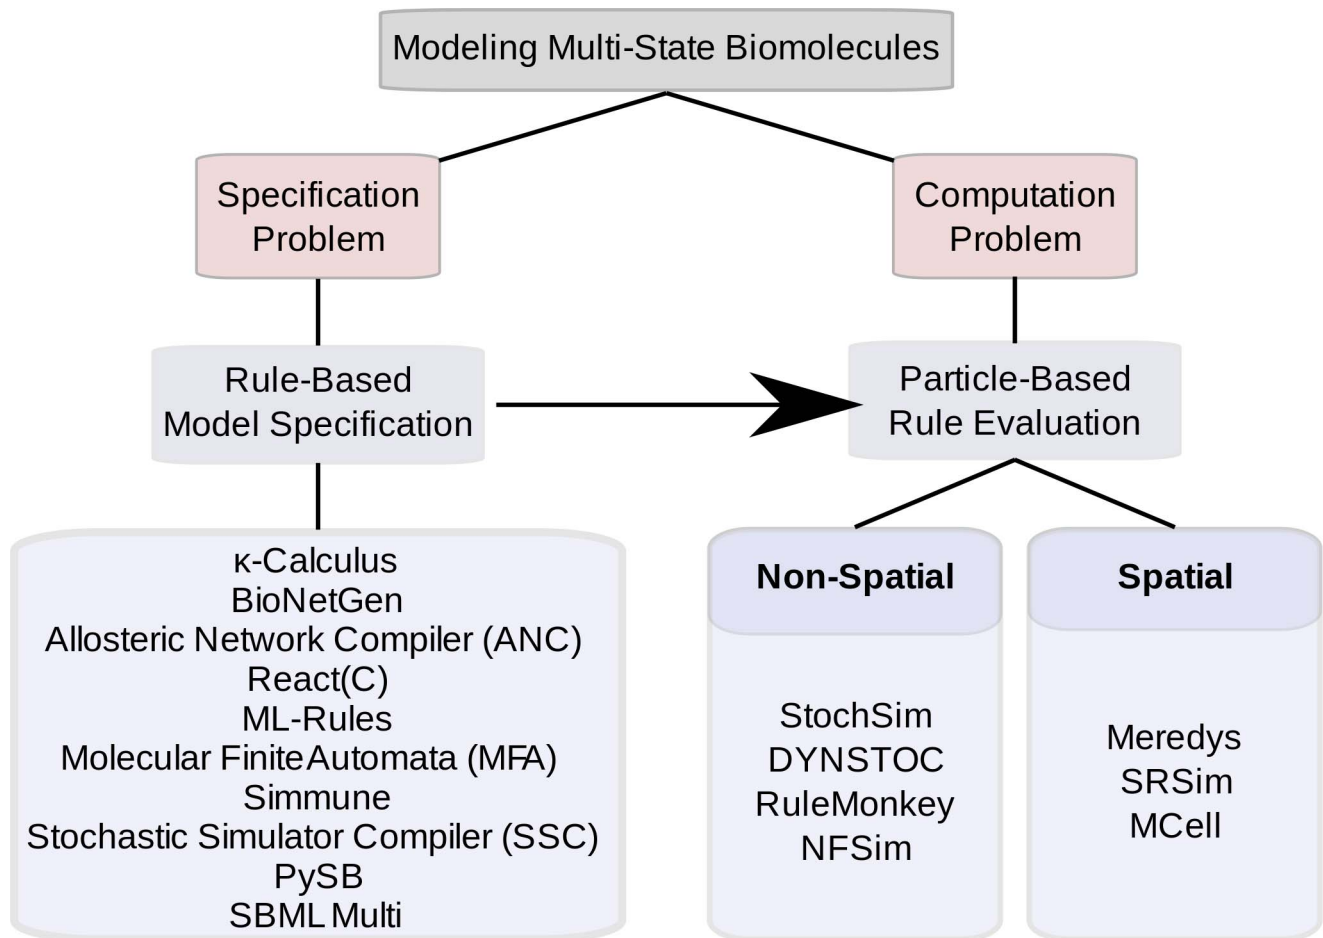 Modeling Multi-State Biomolecules
Specification
Problem
Computation
Problem
Rule-Based
Model Specification
Particle-Based
Rule Evaluation
κ-Calculus
BioNetGen
Allosteric Network Compiler (ANC)
React(C)
ML-Rules
Molecular Finite Automata (MFA)
Simmune
Stochastic Simulator Compiler (SSC)
PySB
SBML Multi
Non-Spatial
StochSim
DYNSTOC
RuleMonkey
NFSim
Spatial
Meredys
SRSim
MCell